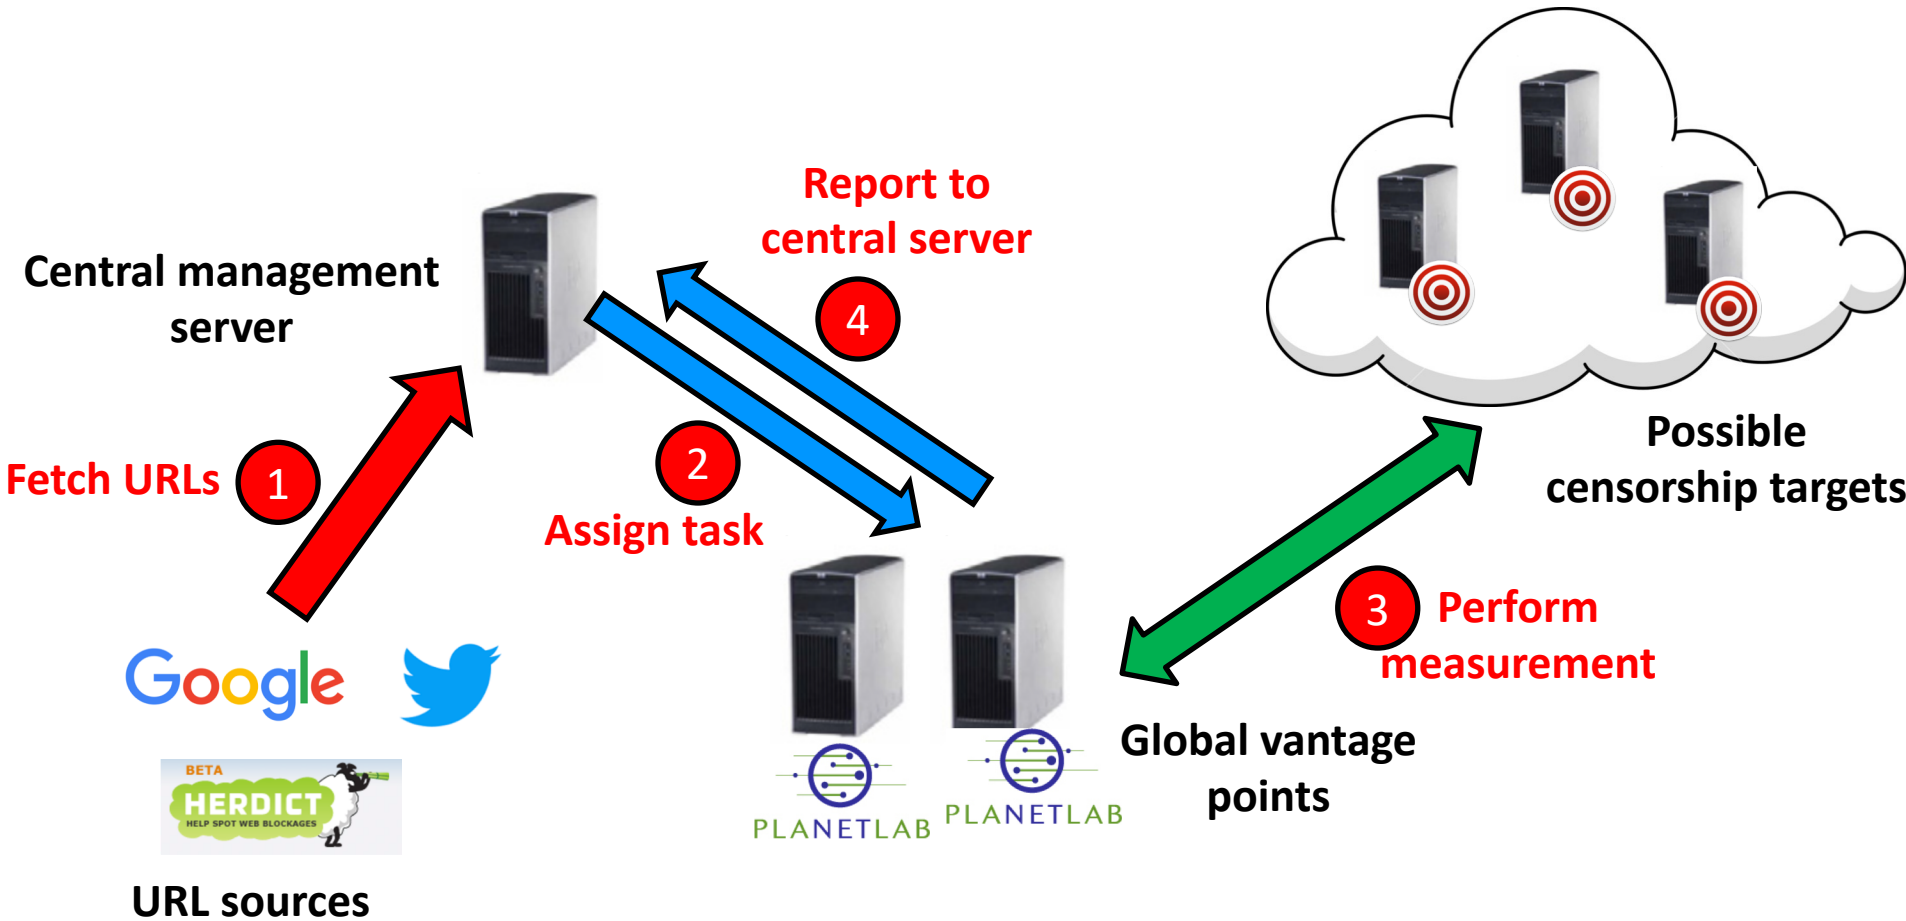 Report to
central server
4
Central management
server
Fetch URLs
1
2
Assign task
Possible
censorship targets
3
Perform
measurement
Google
BETA
HERDICT
HELP SPOT WEB BLOCKAGES
URL sources
PLANETLAB
PLANETLAB
Global vantage
points